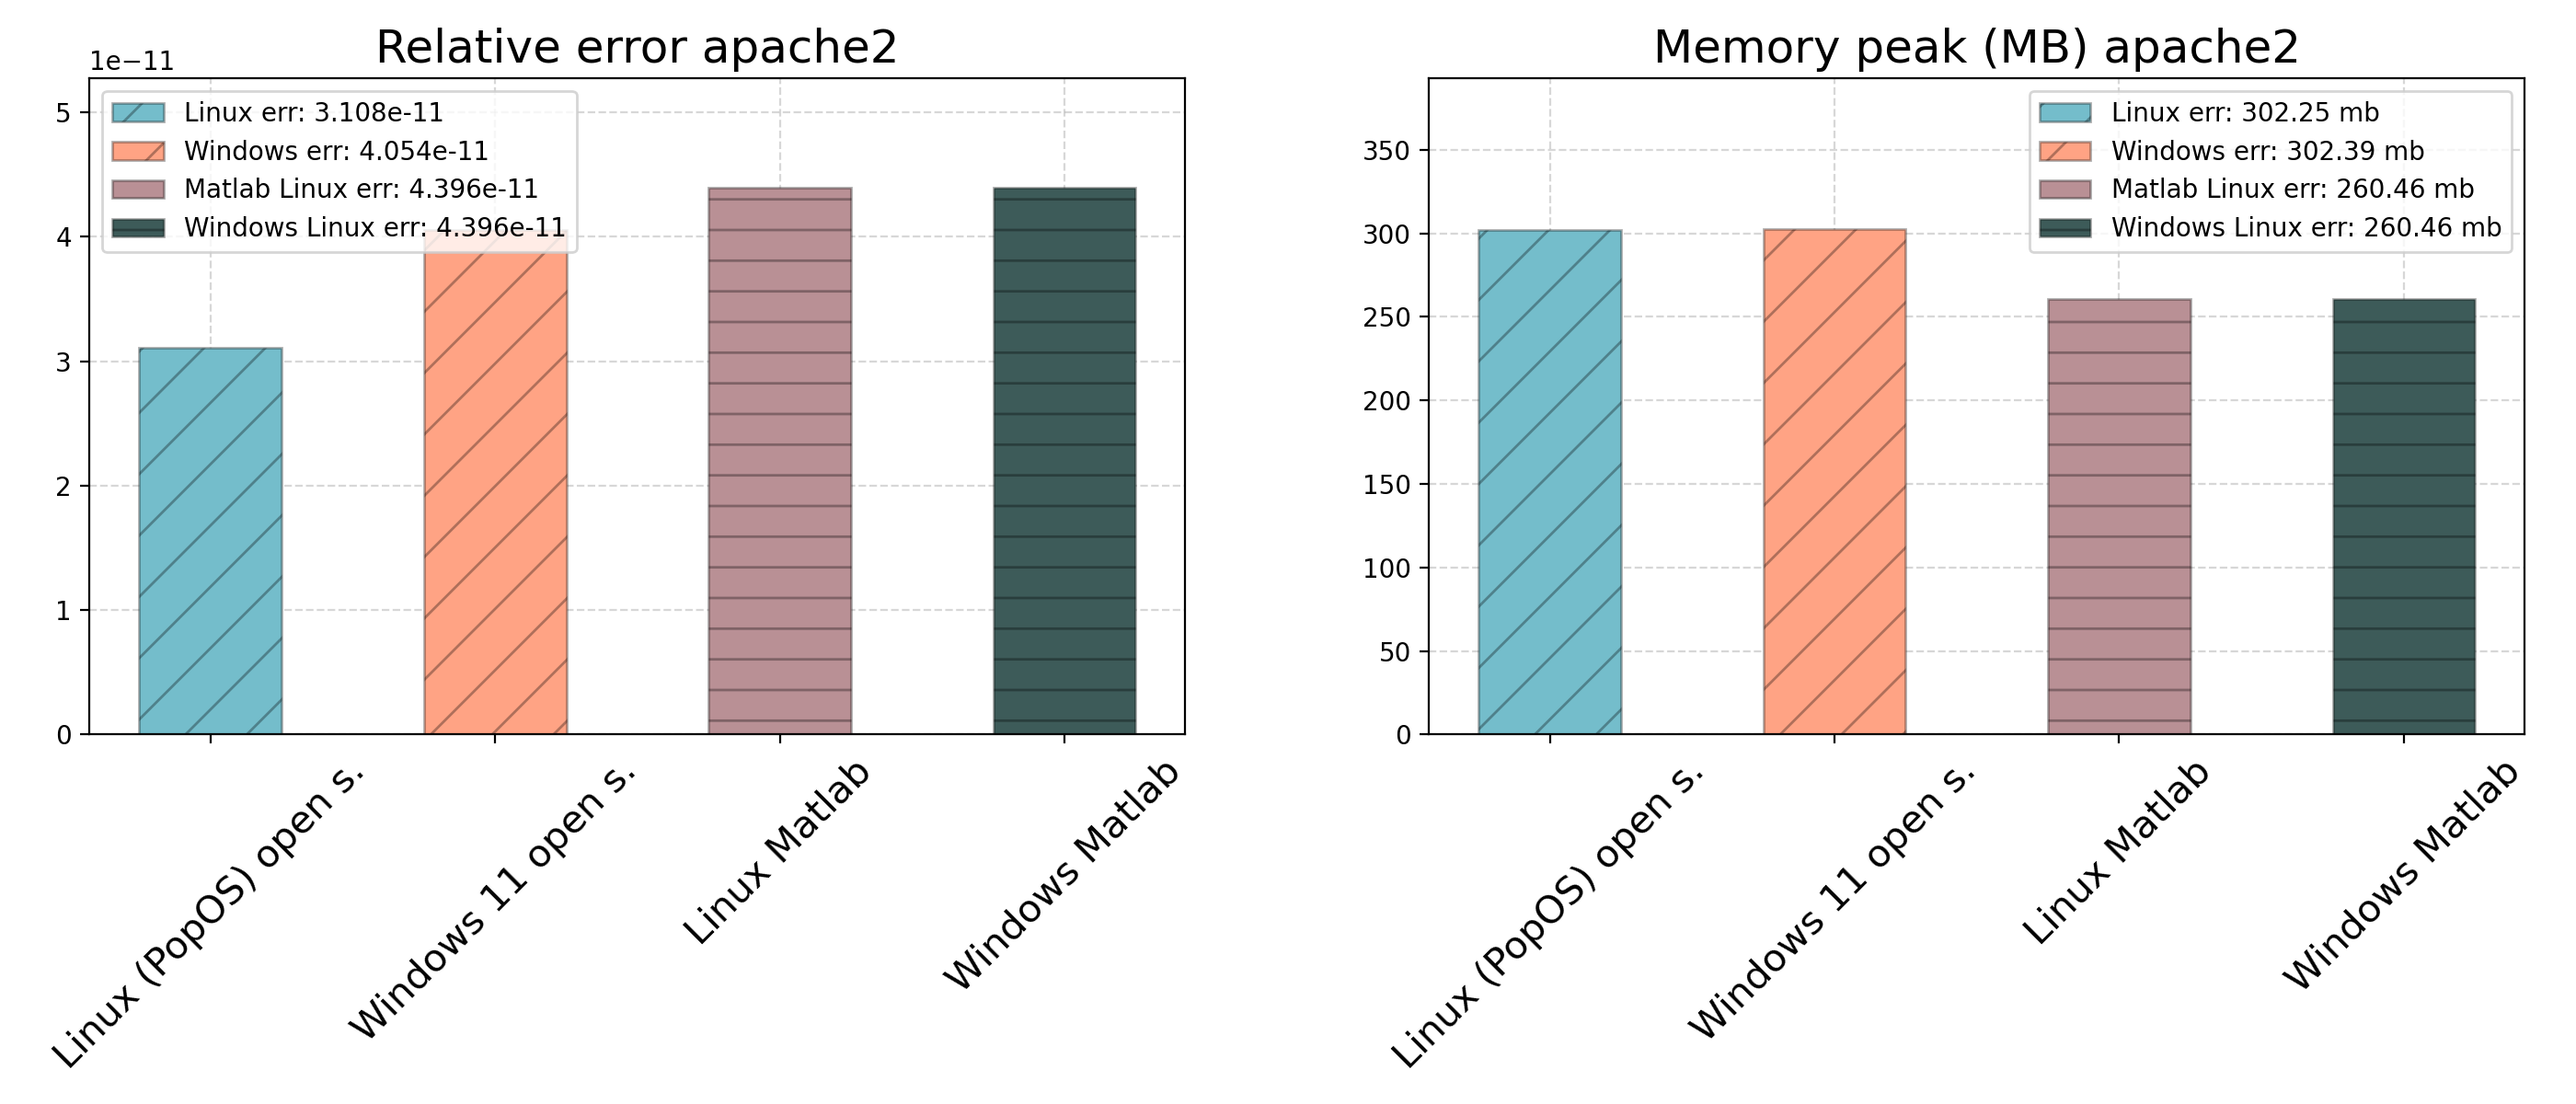 Relative error apache2
1e−11
5
4
3
2
1
0
Linux err: 3.108e-11
Windows err: 4.054e-11
Matlab Linux err: 4.396e-11
Windows Linux err: 4.396e-11
Linux (PopOS) open s.
Windows 11 open s.
Linux Matlab
Windows Matlab
Memory peak (MB) apache2
350
300
250
200
150
100
50
0
Linux err: 302.25 mb
Windows err: 302.39 mb
Matlab Linux err: 260.46 mb
Windows Linux err: 260.46 mb
Linux (PopOS) open s.
Windows 11 open s.
Linux Matlab
Windows Matlab